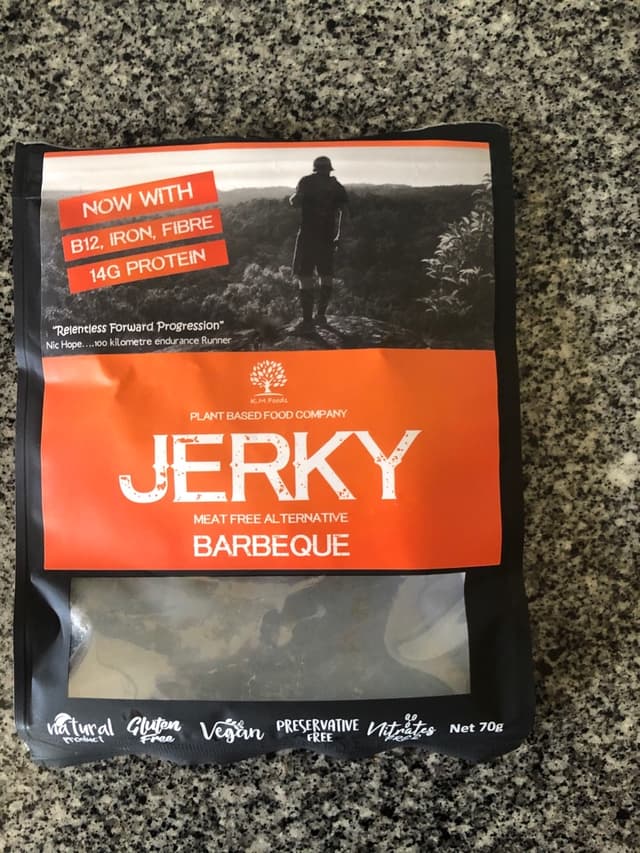 NOW WITH
B12, IRON, FIBRE
14G PROTEIN
"Relentless Forward Progression"
Nic Hope....100 kilometre endurance Runner
K.M Foods
PLANT BASED FOOD COMPANY
JERKY
MEAT FREE ALTERNATIVE
BARBEQUE
natural Gluten Vegan PRESERVATIVE Nitrates Net 70g
PRODUCT Free FREE FREE